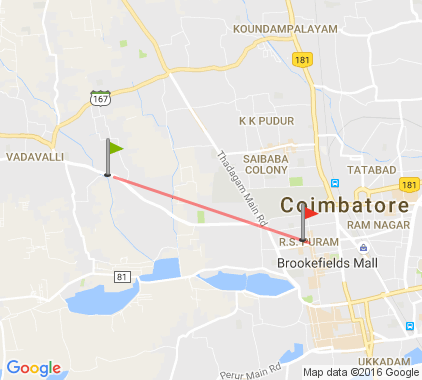 KOUNDAMPALAYAM
181
167
K K PUDUR
VADAVALLI
Thadagam Main Rd
SAIBABA
COLONY
TATABAD
181
Coimbatore
RAM NAGAR
R.S. PURAM
Brookefields Mall
81
UKKADAM
Perur Main Rd
Google
Map data ©2016 Google